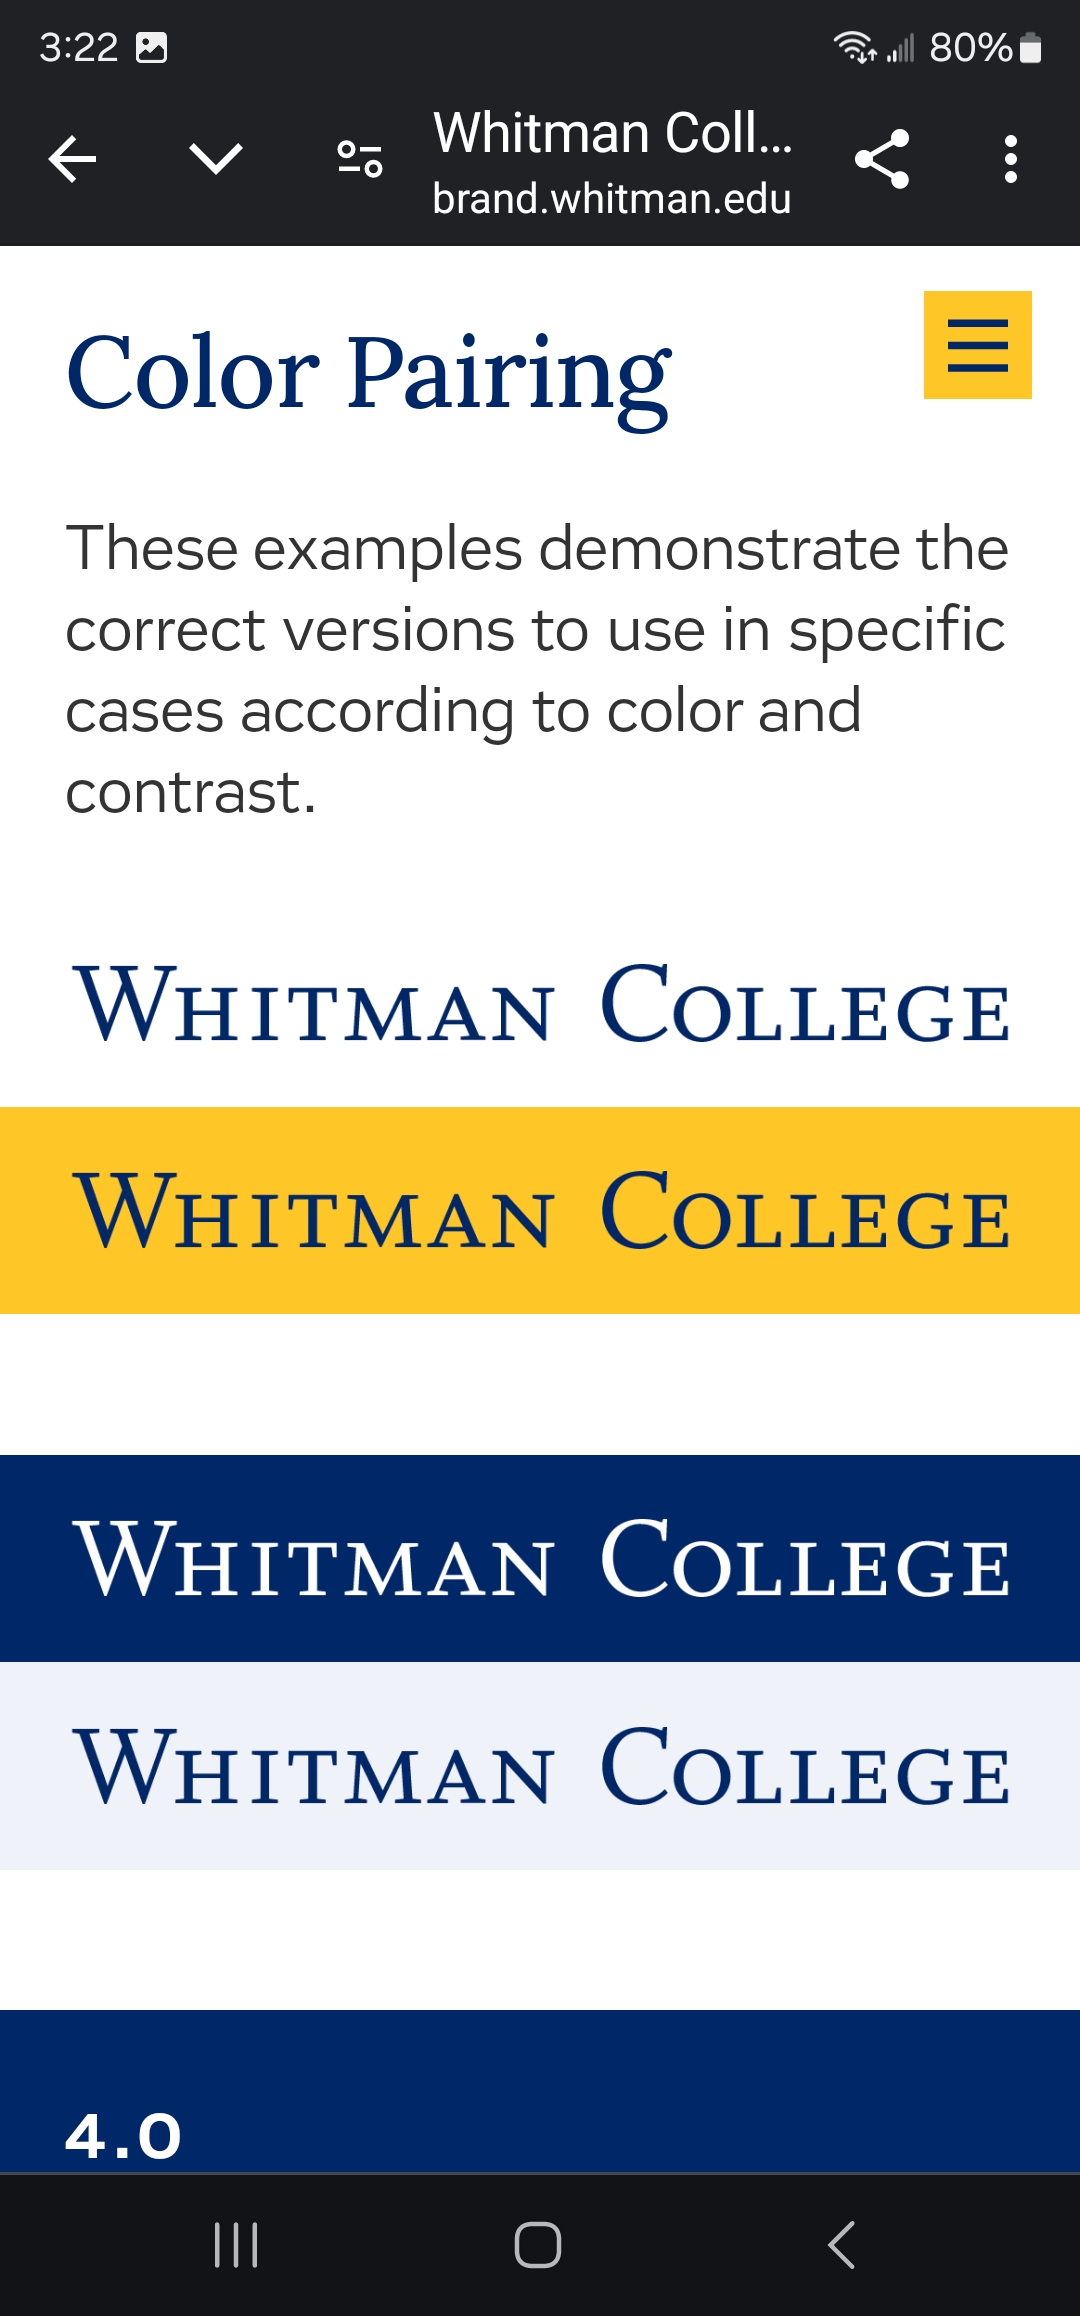 3:22
80%
Whitman Coll...
brand.whitman.edu
Color Pairing
These examples demonstrate the
correct versions to use in specific
cases according to color and
contrast.
WHITMAN COLLEGE
WHITMAN COLLEGE
WHITMAN COLLEGE
WHITMAN COLLEGE
4.0